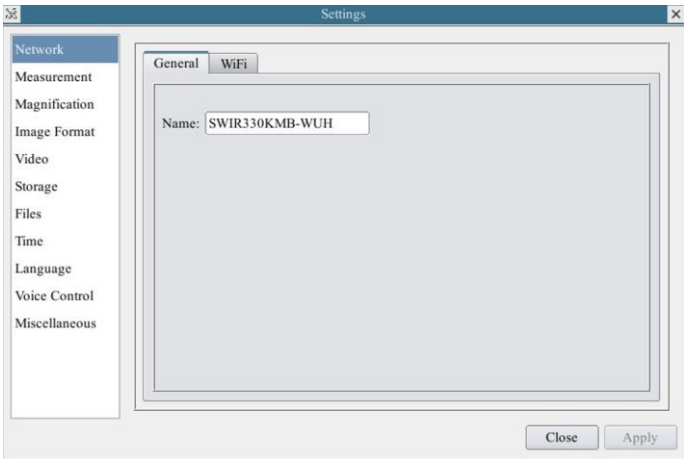 Settings
Network
Measurement
Magnification
Image Format
Video
Storage
Files
Time
Language
Voice Control
Miscellaneous
General WiFi
Name: SWIR330KMB-WUH
Close Apply